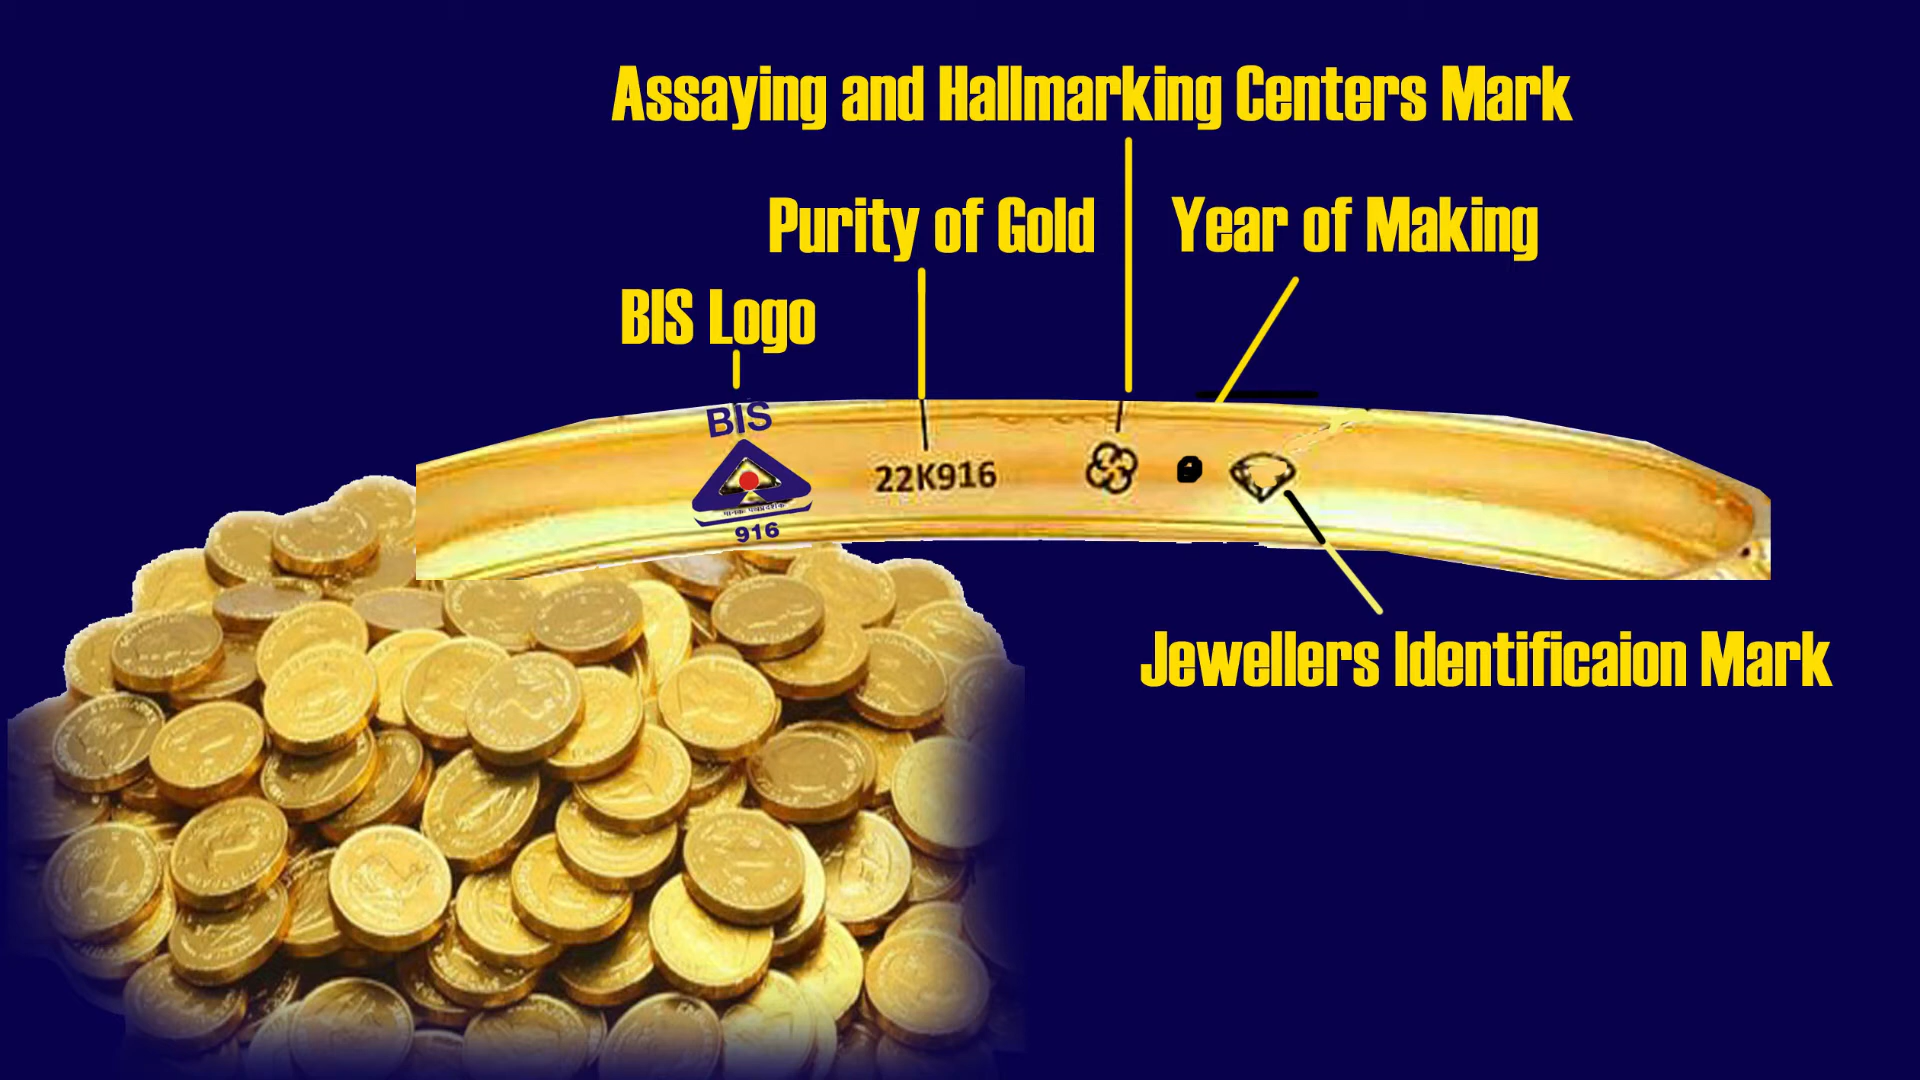 Assaying and Hallmarking Centers Mark
Purity of Gold
Year of Making
BIS Logo
BIS
916
22K916
Jewellers Identificaion Mark